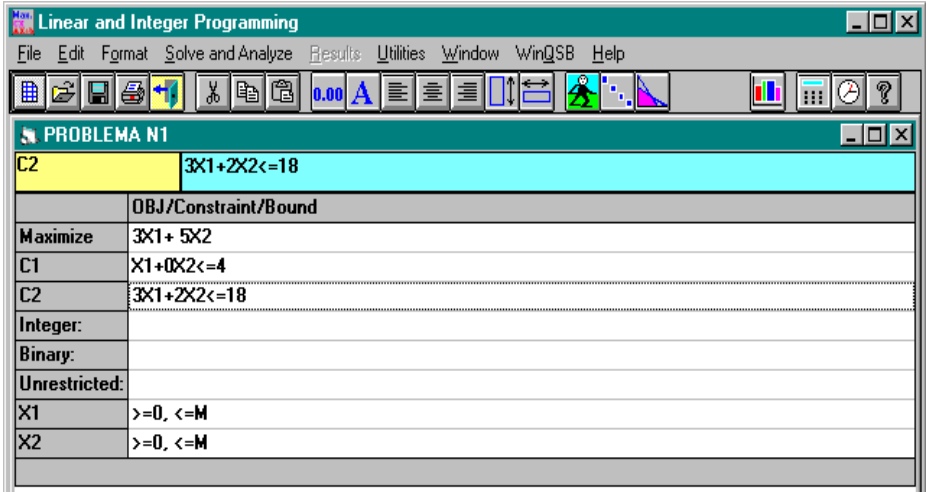 Linear and Integer Programming
File Edit Format Solve and Analyze Results Utilities Window WinQSB Help
0.00 A
PROBLEMA N1
C2 3X1+2X2<=18
OBJ/Constraint/Bound
Maximize 3X1+ 5X2
C1 X1+0X2<=4
C2 3X1+2X2<=18
Integer:
Binary:
Unrestricted:
X1 >=0, <=M
X2 >=0, <=M